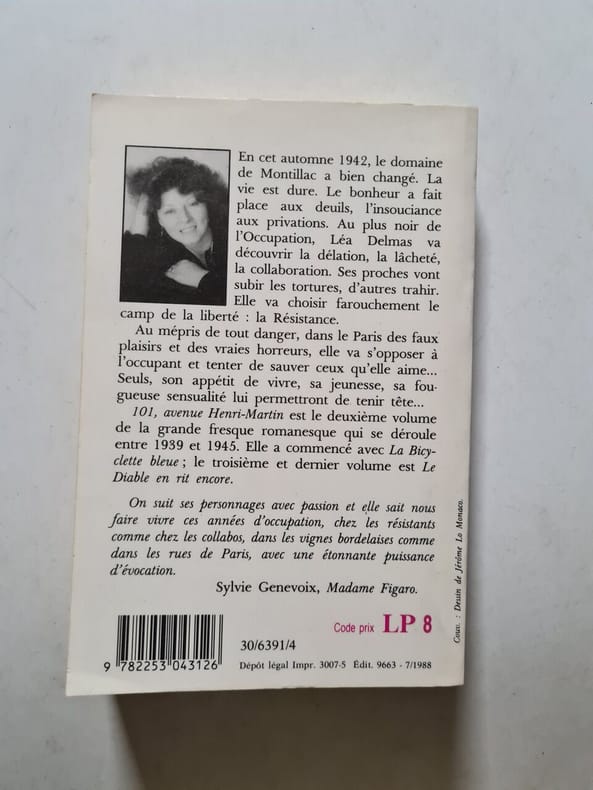 En cet automne 1942, le domaine
de Montillac a bien changé. La
vie est dure. Le bonheur a fait
place aux deuils, l'insouciance
aux privations. Au plus noir de
l'Occupation, Léa Delmas va
découvrir la délation, la lâcheté,
la collaboration. Ses proches vont
subir les tortures, d'autres trahir.
Elle va choisir farouchement le
camp de la liberté : la Résistance.
Au mépris de tout danger, dans le Paris des faux
plaisirs et des vraies horreurs, elle va s'opposer à
l'occupant et tenter de sauver ceux qu'elle aime...
Seuls, son appétit de vivre, sa jeunesse, sa fou-
gueuse sensualité lui permettront de tenir tête...
101, avenue Henri-Martin est le deuxième volume
de la grande fresque romanesque qui se déroule
entre 1939 et 1945. Elle a commencé avec La Bicy-
clette bleue ; le troisième et dernier volume est Le
Diable en rit encore.
On suit ses personnages avec passion et elle sait nous
faire vivre ces années d'occupation, chez les résistants
comme chez les collabos, dans les vignes bordelaises comme
dans les rues de Paris, avec une étonnante puissance
d'évocation.
Sylvie Genevoix, Madame Figaro.
Couv. : Dessin de Jérôme Lo Monaco.
Code prix LP 8
30/6391/4
9 782253 043126
Dépôt légal Impr. 3007-5 Édit. 9663 - 7/1988